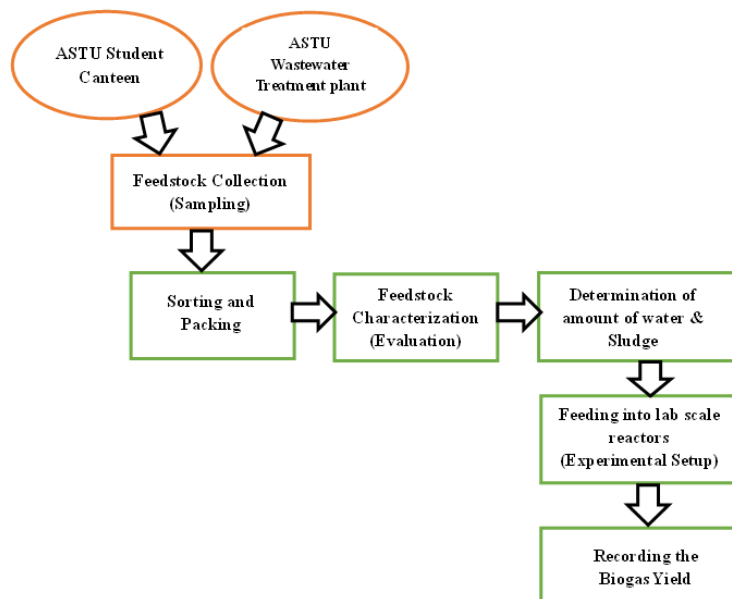 ASTU Student
Canteen
ASTU
Wastewater
Treatment plant
Feedstock Collection
(Sampling)
Sorting and
Packing
Feedstock
Characterization
(Evaluation)
Determination of
amount of water &
Sludge
Feeding into lab scale
reactors
(Experimental Setup)
Recording the
Biogas Yield